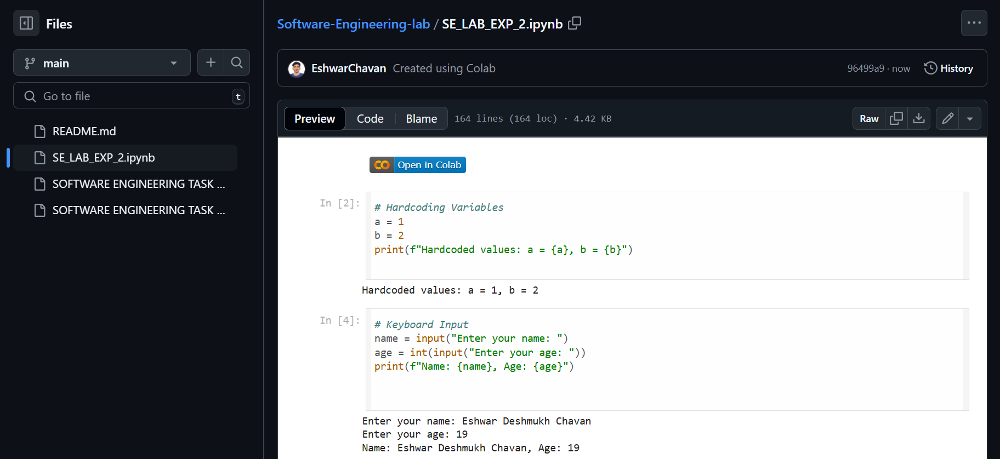 Files
main
Go to file
t
README.md
SE_LAB_EXP_2.ipynb
SOFTWARE ENGINEERING TASK ...
SOFTWARE ENGINEERING TASK ...
Software-Engineering-lab / SE_LAB_EXP_2.ipynb
EshwarChavan Created using Colab 96499a9 · now History
Preview Code Blame 164 lines (164 loc) · 4.42 KB Raw
Open in Colab
In [2]:
# Hardcoding Variables
a = 1
b = 2
print(f"Hardcoded values: a = {a}, b = {b}")
Hardcoded values: a = 1, b = 2
In [4]:
# Keyboard Input
name = input("Enter your name: ")
age = int(input("Enter your age: "))
print(f"Name: {name}, Age: {age}")
Enter your name: Eshwar Deshmukh Chavan
Enter your age: 19
Name: Eshwar Deshmukh Chavan, Age: 19